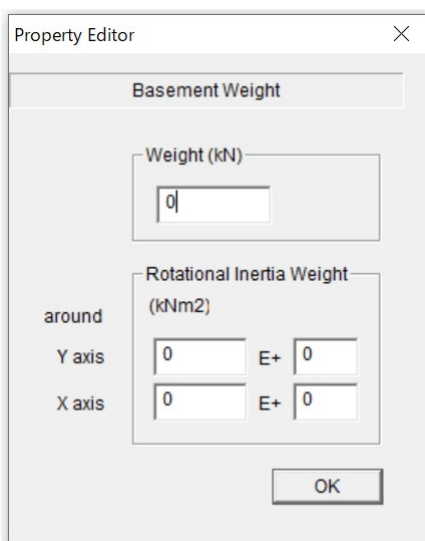 Property Editor
Basement Weight
Weight (kN)
0
Rotational Inertia Weight
(kNm2)
around
Y axis 0 E+ 0
X axis 0 E+ 0
OK